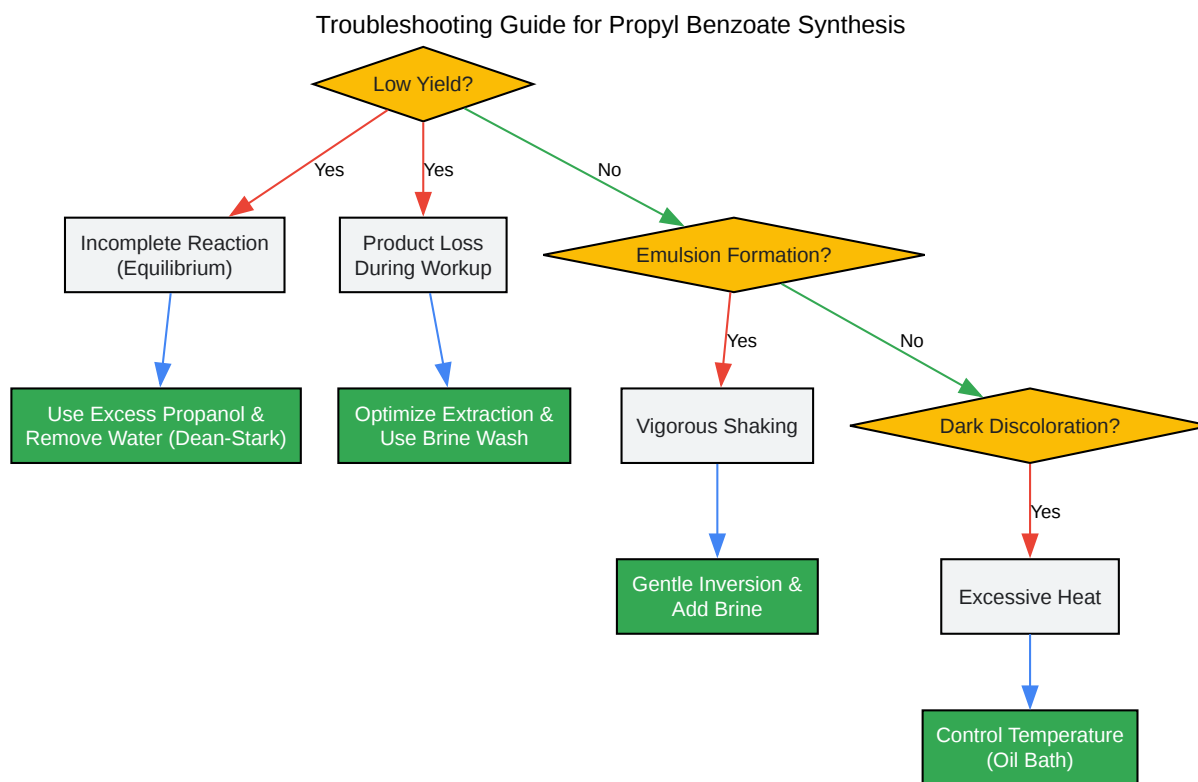 Troubleshooting Guide for Propyl Benzoate Synthesis
Low Yield?
Yes
Yes
No
Incomplete Reaction
(Equilibrium)
Product Loss
During Workup
Emulsion Formation?
Yes
No
Use Excess Propanol &
Remove Water (Dean-Stark)
Optimize Extraction &
Use Brine Wash
Vigorous Shaking
Dark Discoloration?
Yes
Gentle Inversion &
Add Brine
Excessive Heat
Control Temperature
(Oil Bath)